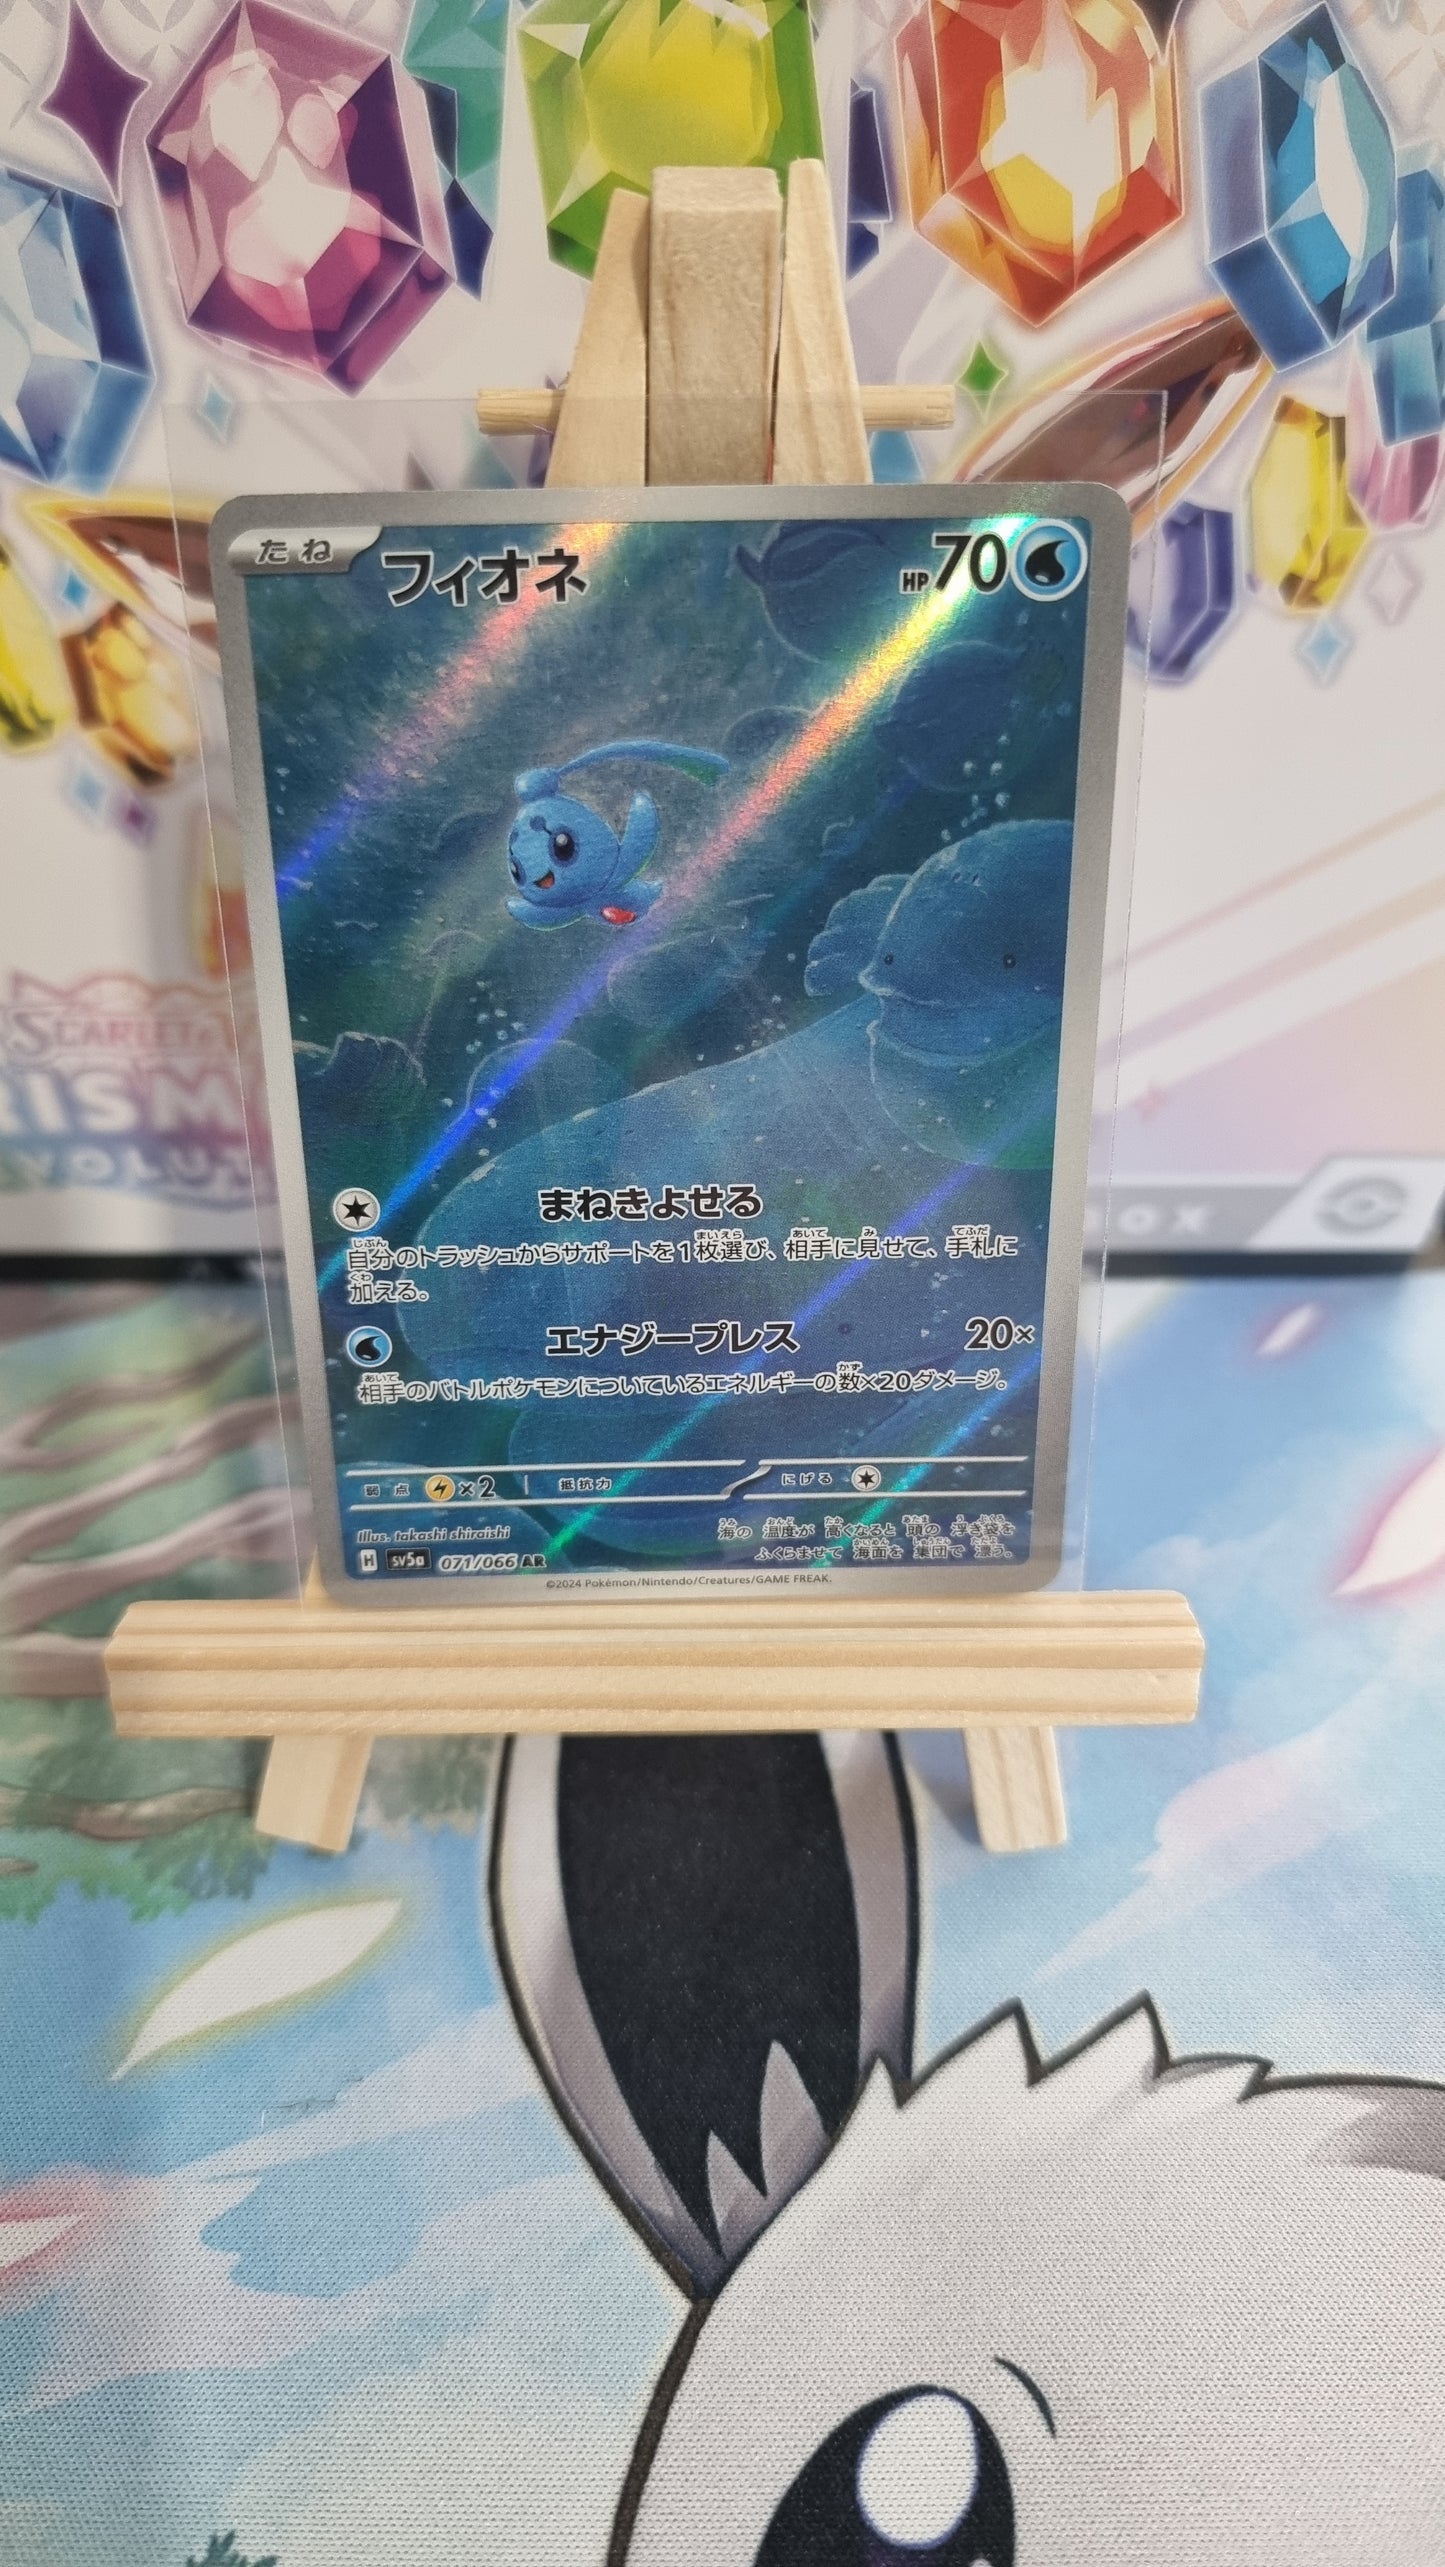 たね
フィオネ
HP70
まねきよせる
自分のトラッシュからサポートを1枚選び、相手に見せて、手札に
加える。
エナジープレス 20×
相手のバトルポケモンについているエネルギーの数×20ダメージ。
弱点 ×2 抵抗力 にげる
Illus. takashi shiraishi
海の 温度が 高くなると 頭の 浮き袋を
ふくらませて 海面を 集団で 漂う。
H sv5a 071/066 AR
©2024 Pokémon/Nintendo/Creatures/GAME FREAK.
SCARLET
RISM
VOLUT
BOX